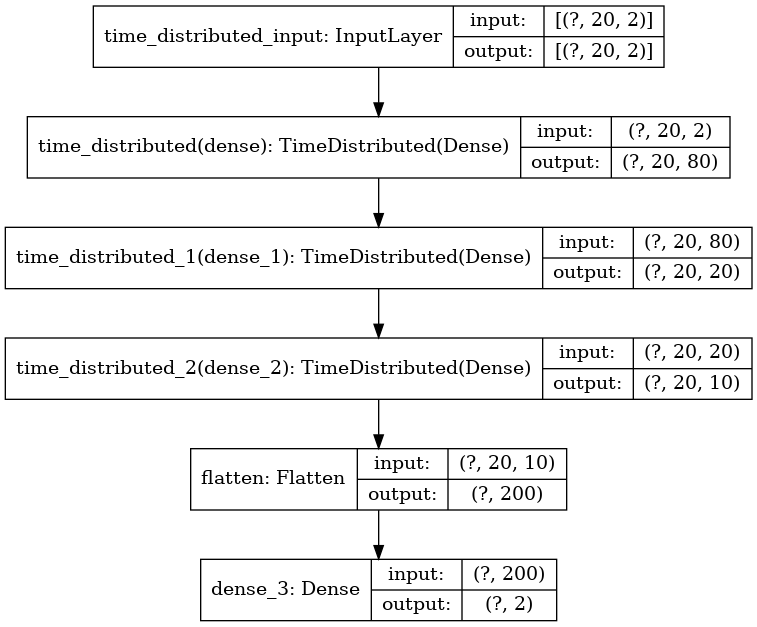 time_distributed_input: InputLayer
input:
[(?, 20, 2)]
output:
[(?, 20, 2)]
time_distributed(dense): TimeDistributed(Dense)
input:
(?, 20, 2)
output:
(?, 20, 80)
time_distributed_1(dense_1): TimeDistributed(Dense)
input:
(?, 20, 80)
output:
(?, 20, 20)
time_distributed_2(dense_2): TimeDistributed(Dense)
input:
(?, 20, 20)
output:
(?, 20, 10)
flatten: Flatten
input:
(?, 20, 10)
output:
(?, 200)
dense_3: Dense
input:
(?, 200)
output:
(?, 2)